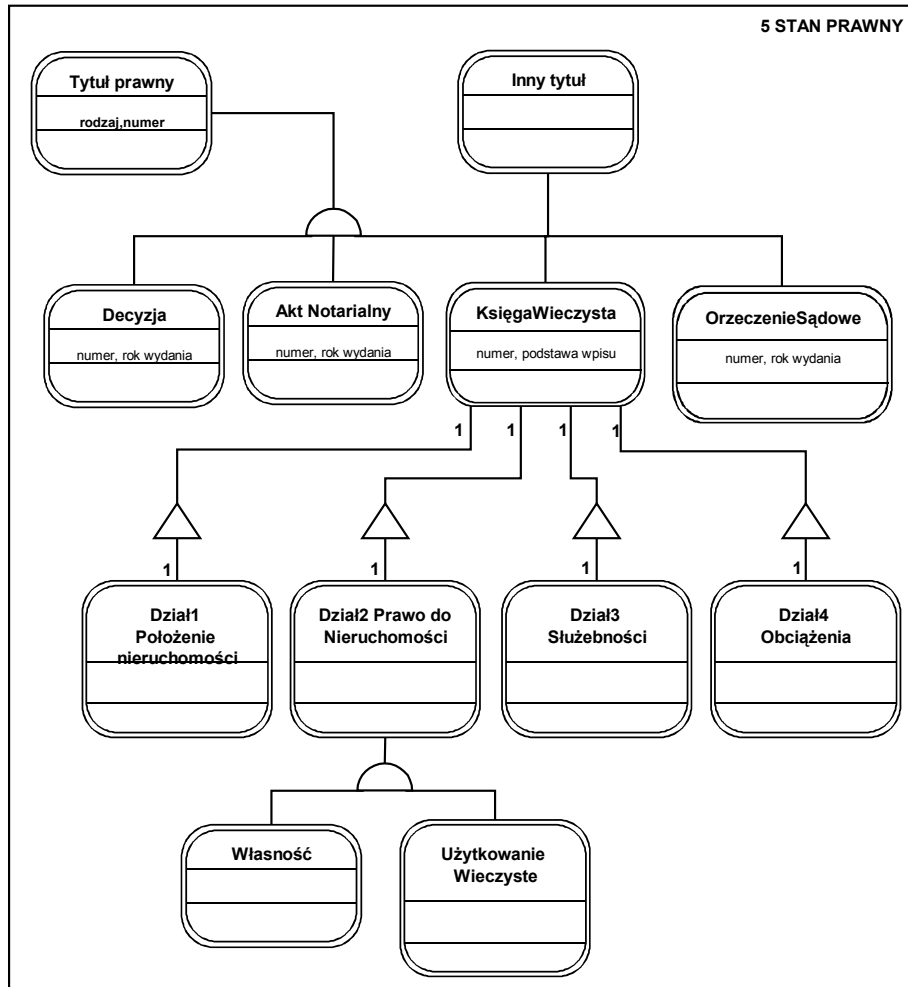 5 STAN PRAWNY
Tytuł prawny
rodzaj,numer
Inny tytuł
Decyzja
numer, rok wydania
Akt Notarialny
numer, rok wydania
KsięgaWieczysta
numer, podstawa wpisu
OrzeczenieSądowe
numer, rok wydania
1
1
1
1
1
1
1
1
Dział1
Położenie
nieruchomości
Dział2 Prawo do
Nieruchomości
Dział3
Służebności
Dział4
Obciążenia
Własność
Użytkowanie
Wieczyste